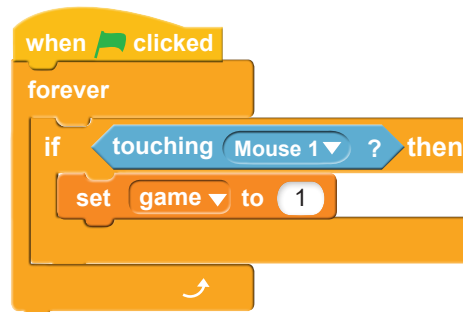 when clicked
forever
if touching Mouse 1 ? then
set game to 1